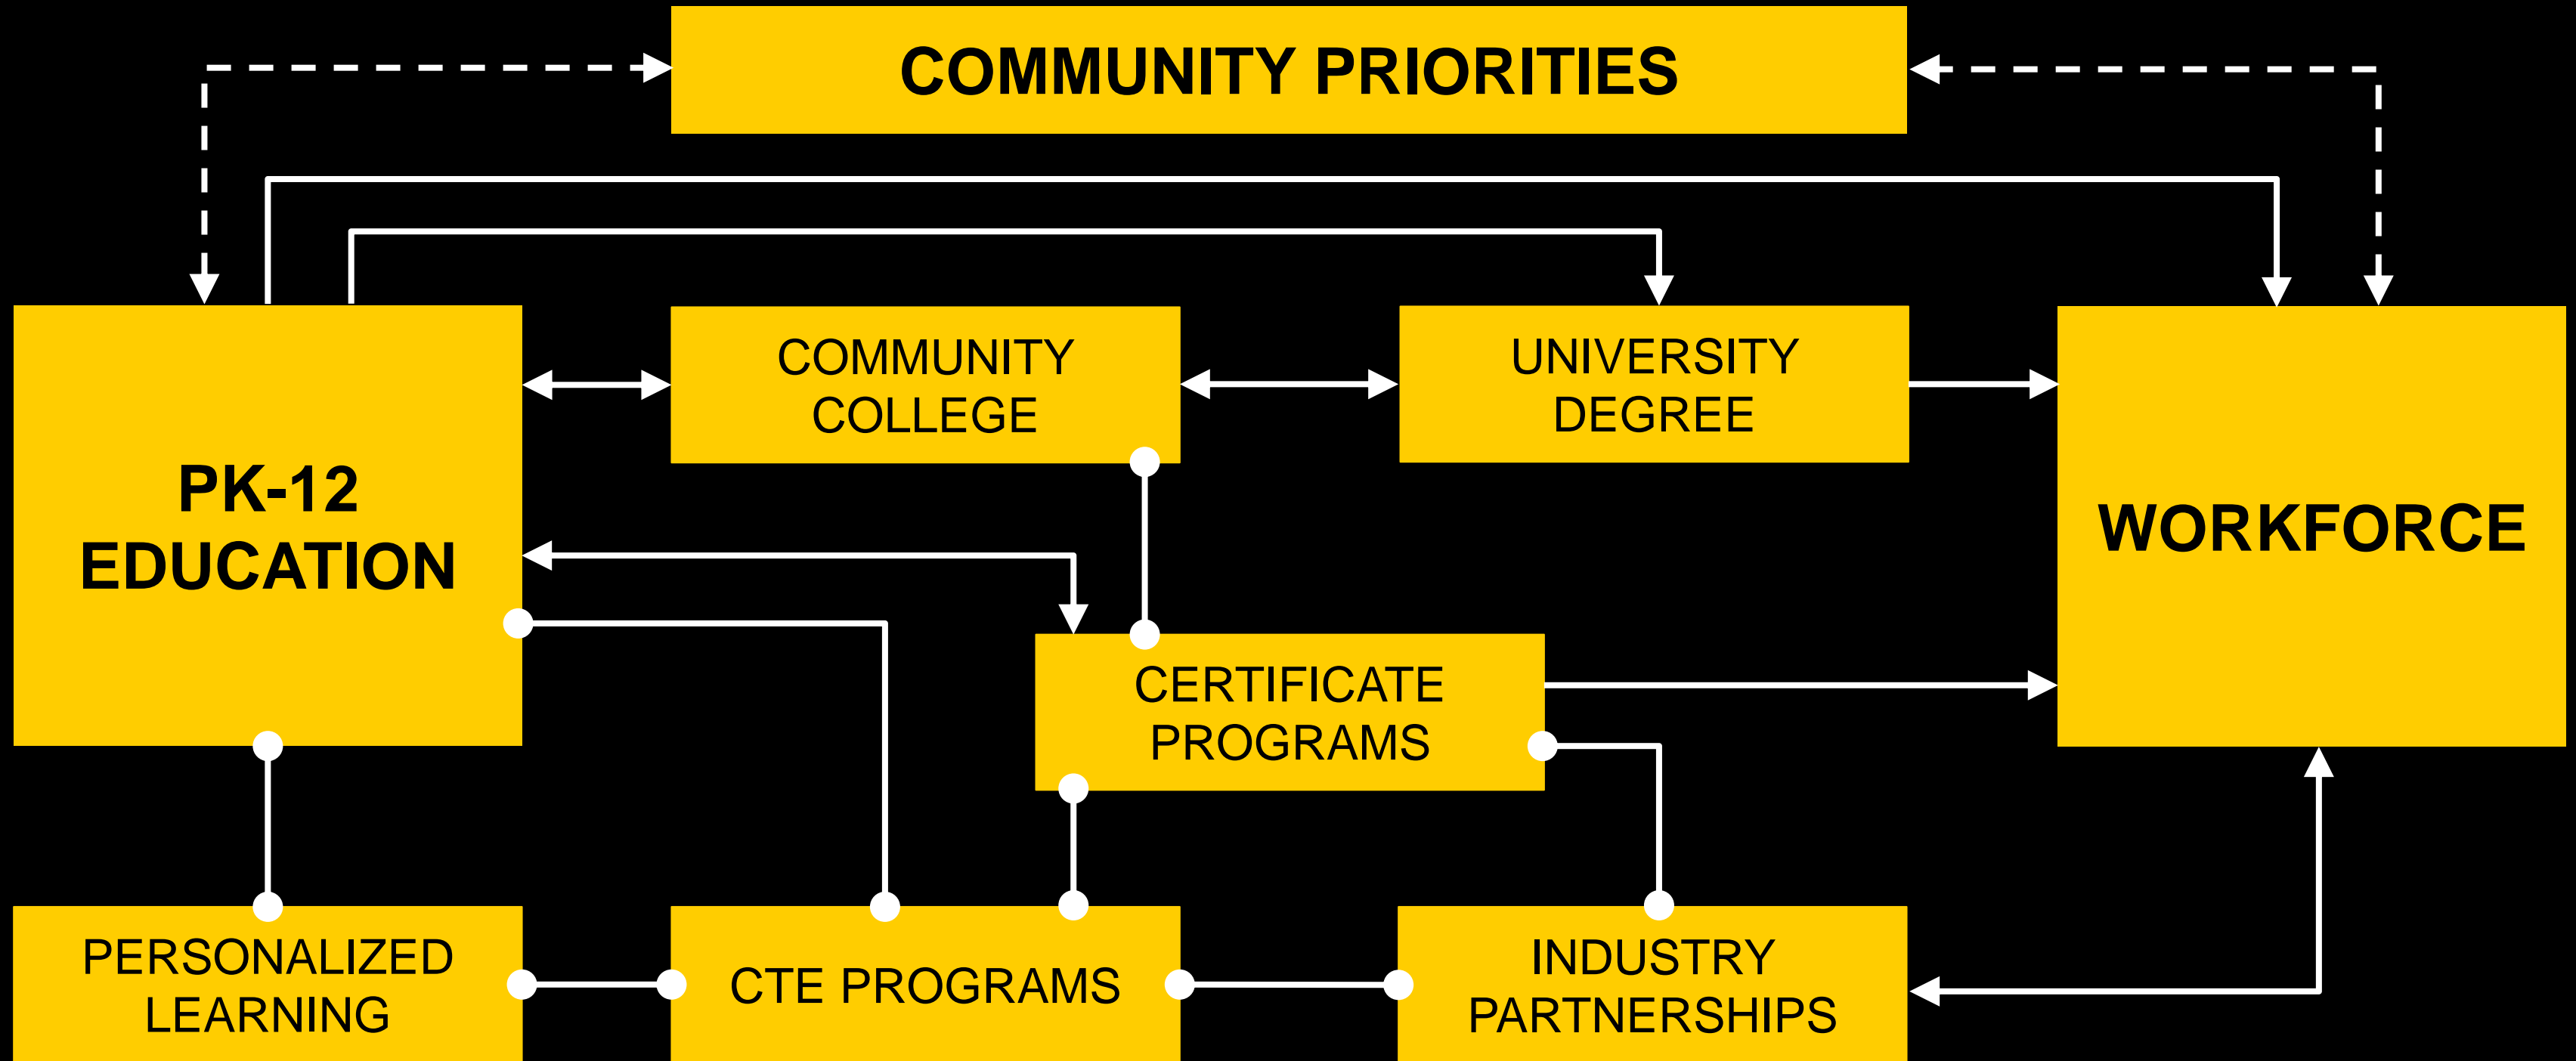 COMMUNITY PRIORITIES
PK-12
EDUCATION
COMMUNITY
COLLEGE
UNIVERSITY
DEGREE
WORKFORCE
CERTIFICATE
PROGRAMS
PERSONALIZED
LEARNING
CTE PROGRAMS
INDUSTRY
PARTNERSHIPS